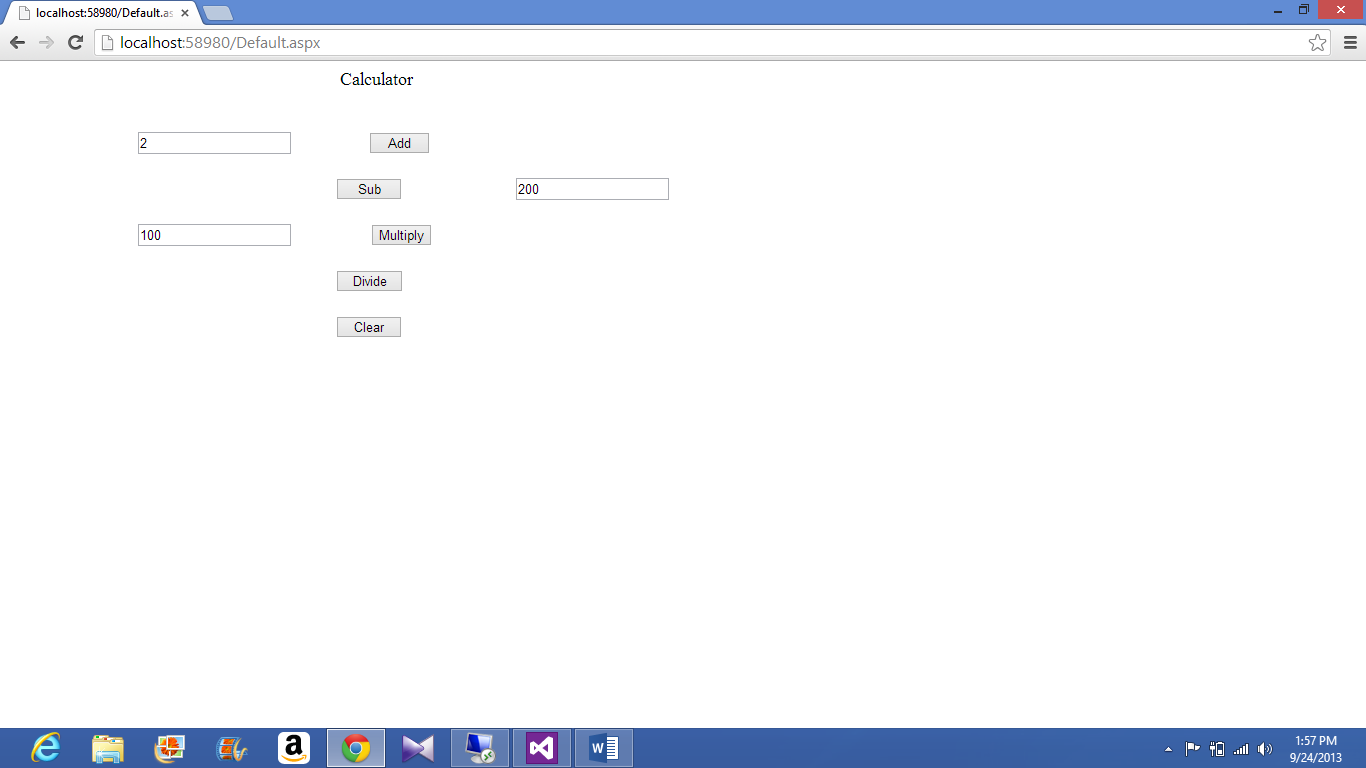 localhost:58980/Default.as
localhost:58980/Default.aspx
Calculator
2
Add
Sub
200
100
Multiply
Divide
Clear
1:57 PM
9/24/2013